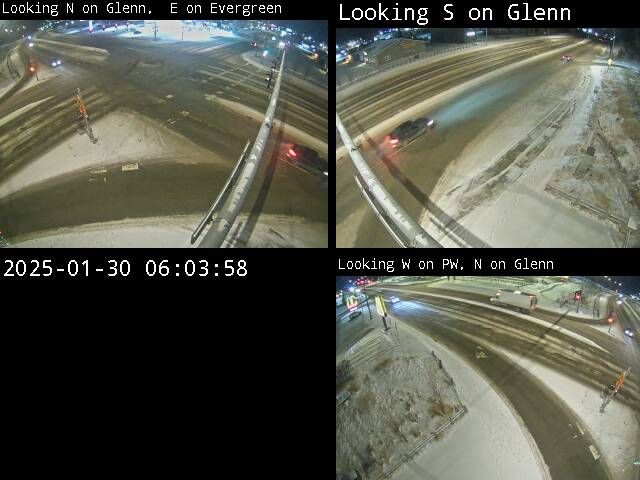 Looking N on Glenn,  E on Evergreen
Looking S on Glenn
2025-01-30 06:03:58
Looking W on PW, N on Glenn